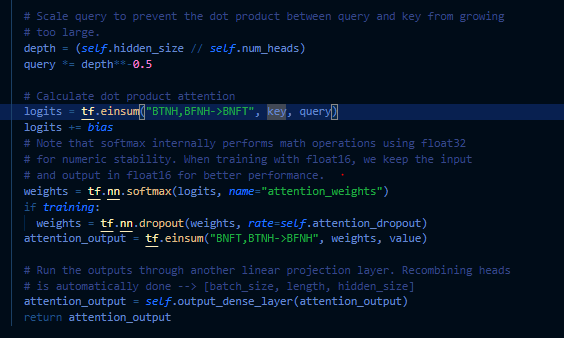 # Scale query to prevent the dot product between query and key from growing
# too large.
depth = (self.hidden_size // self.num_heads)
query *= depth**-0.5
# Calculate dot product attention
logits = tf.einsum("BTNH,BFNH->BNFT", key, query)
logits += bias
# Note that softmax internally performs math operations using float32
# for numeric stability. When training with float16, we keep the input
# and output in float16 for better performance.
weights = tf.nn.softmax(logits, name="attention_weights")
if training:
weights = tf.nn.dropout(weights, rate=self.attention_dropout)
attention_output = tf.einsum("BNFT,BTNH->BFNH", weights, value)
# Run the outputs through another linear projection layer. Recombining heads
# is automatically done --> [batch_size, length, hidden_size]
attention_output = self.output_dense_layer(attention_output)
return attention_output